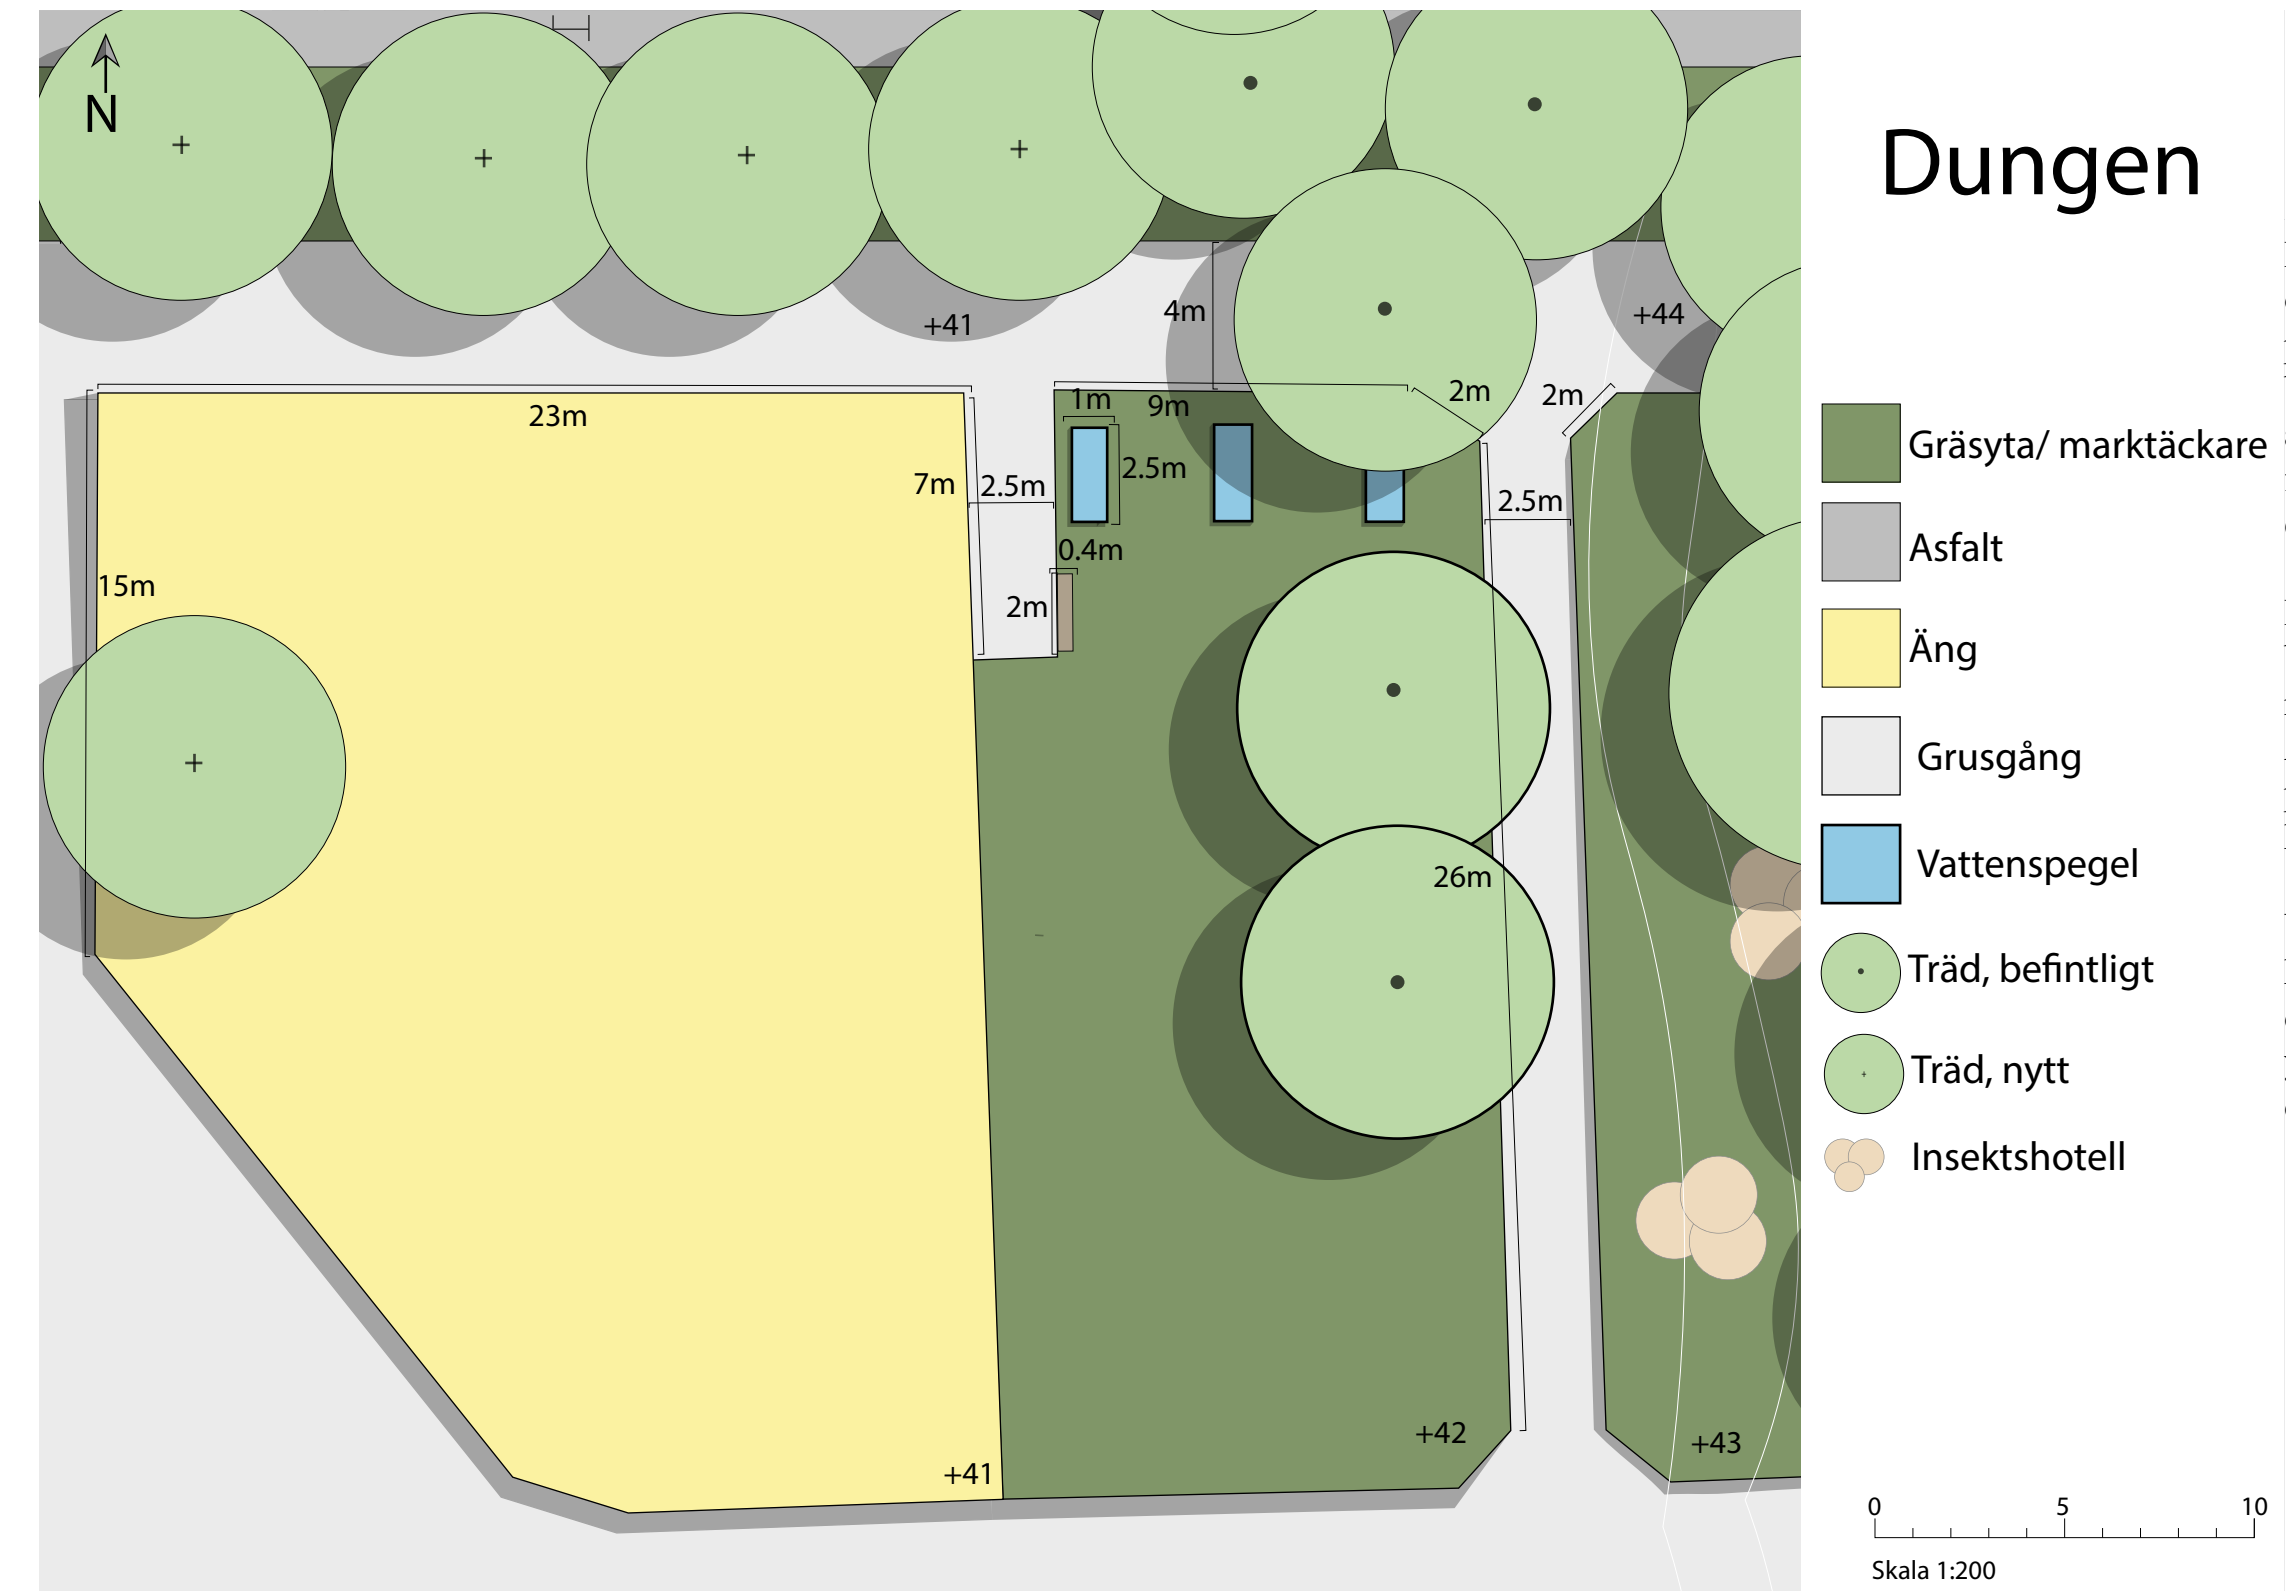 N
Dungen
+41
4m
+44
23m
1m
9m
2m
2m
7m
2.5m
2.5m
2.5m
15m
0.4m
2m
26m
+41
+42
+43
Gräsyta/ marktäckare
Asfalt
Äng
Grusgång
Vattenspegel
Träd, befintligt
Träd, nytt
Insektshotell
0 5 10
Skala 1:200